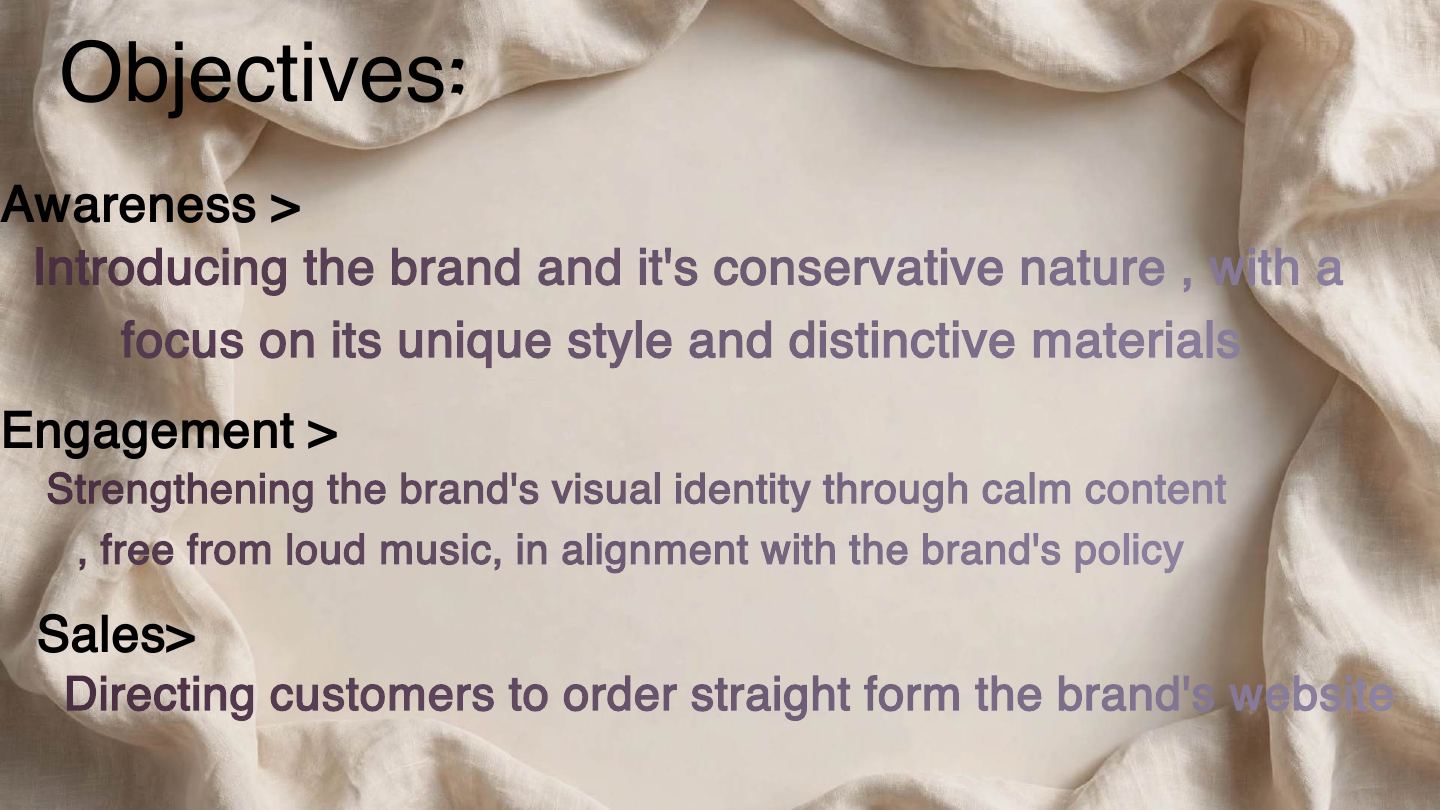 Objectives:
Awareness >
Introducing the brand and it's conservative nature , with a
focus on its unique style and distinctive materials
Engagement >
Strengthening the brand's visual identity through calm content
, free from loud music, in alignment with the brand's policy
Sales>
Directing customers to order straight form the brand's website